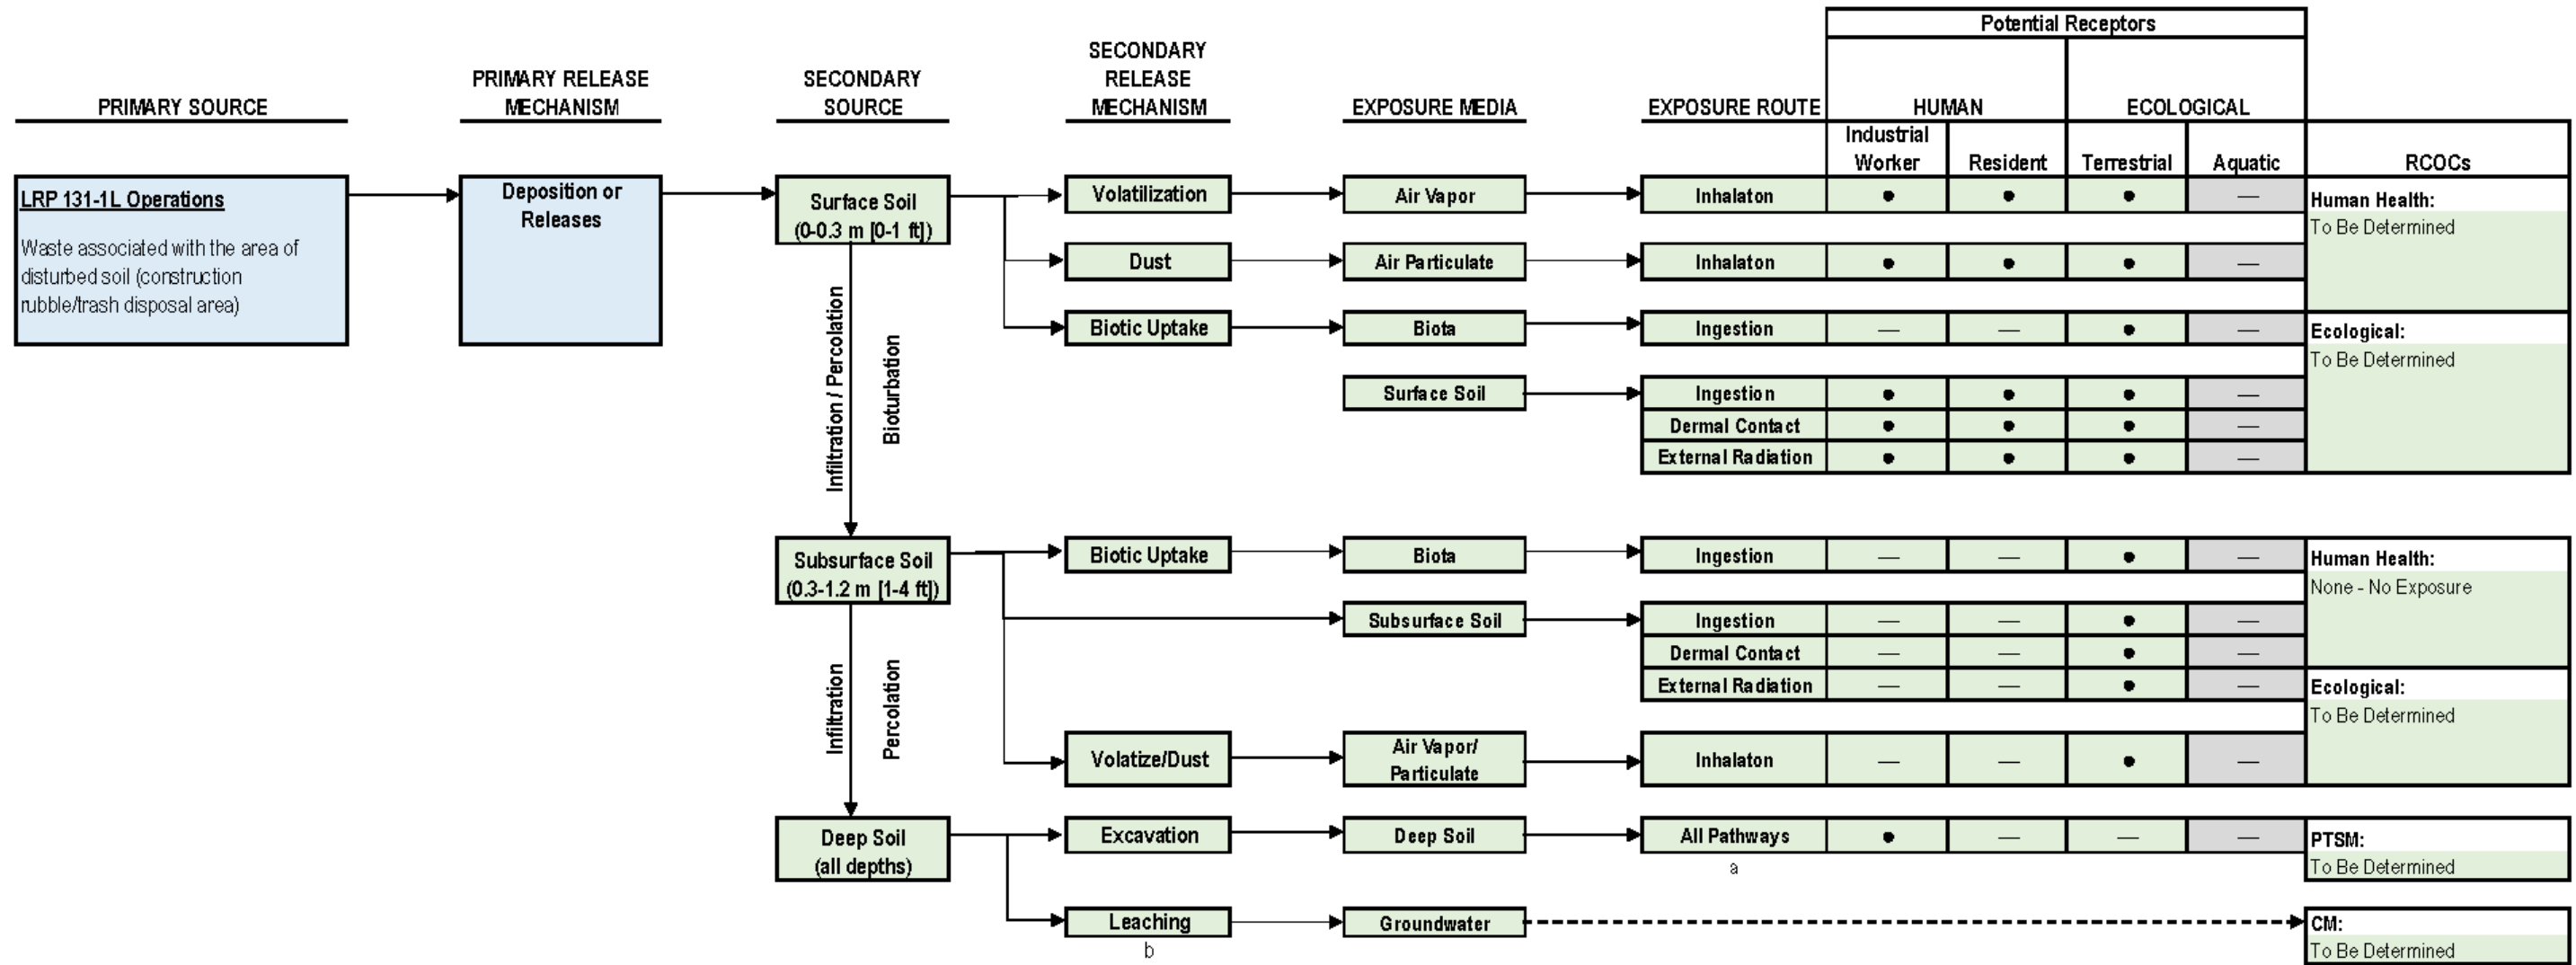 Potential Receptors
PRIMARY SOURCE
PRIMARY RELEASE
MECHANISM
SECONDARY
SOURCE
SECONDARY
RELEASE
MECHANISM
EXPOSURE MEDIA
EXPOSURE ROUTE
HUMAN
ECOLOGICAL
Industrial
Worker
Resident
Terrestrial
Aquatic
RCOCs
LRP 131-1L Operations
Waste associated with the area of
disturbed soil (construction
rubble/trash disposal area)
Deposition or
Releases
Surface Soil
(0-0.3 m [0-1 ft])
Volatilization
Air Vapor
Inhalaton ● ● ● —
Human Health:
To Be Determined
Dust
Air Particulate
Inhalaton ● ● ● —
Biotic Uptake
Biota
Ingestion — — ● —
Ecological:
To Be Determined
Infiltration / Percolation
Bioturbation
Surface Soil
Ingestion ● ● ● —
Dermal Contact ● ● ● —
External Radiation ● ● ● —
Subsurface Soil
(0.3-1.2 m [1-4 ft])
Biotic Uptake
Biota
Ingestion — — ● —
Human Health:
None - No Exposure
Subsurface Soil
Ingestion — — ● —
Dermal Contact — — ● —
External Radiation — — ● —
Ecological:
To Be Determined
Infiltration
Percolation
Volatize/Dust
Air Vapor/
Particulate
Inhalaton — — ● —
Deep Soil
(all depths)
Excavation
Deep Soil
All Pathways ● — — —
a
PTSM:
To Be Determined
Leaching
b
Groundwater
CM:
To Be Determined